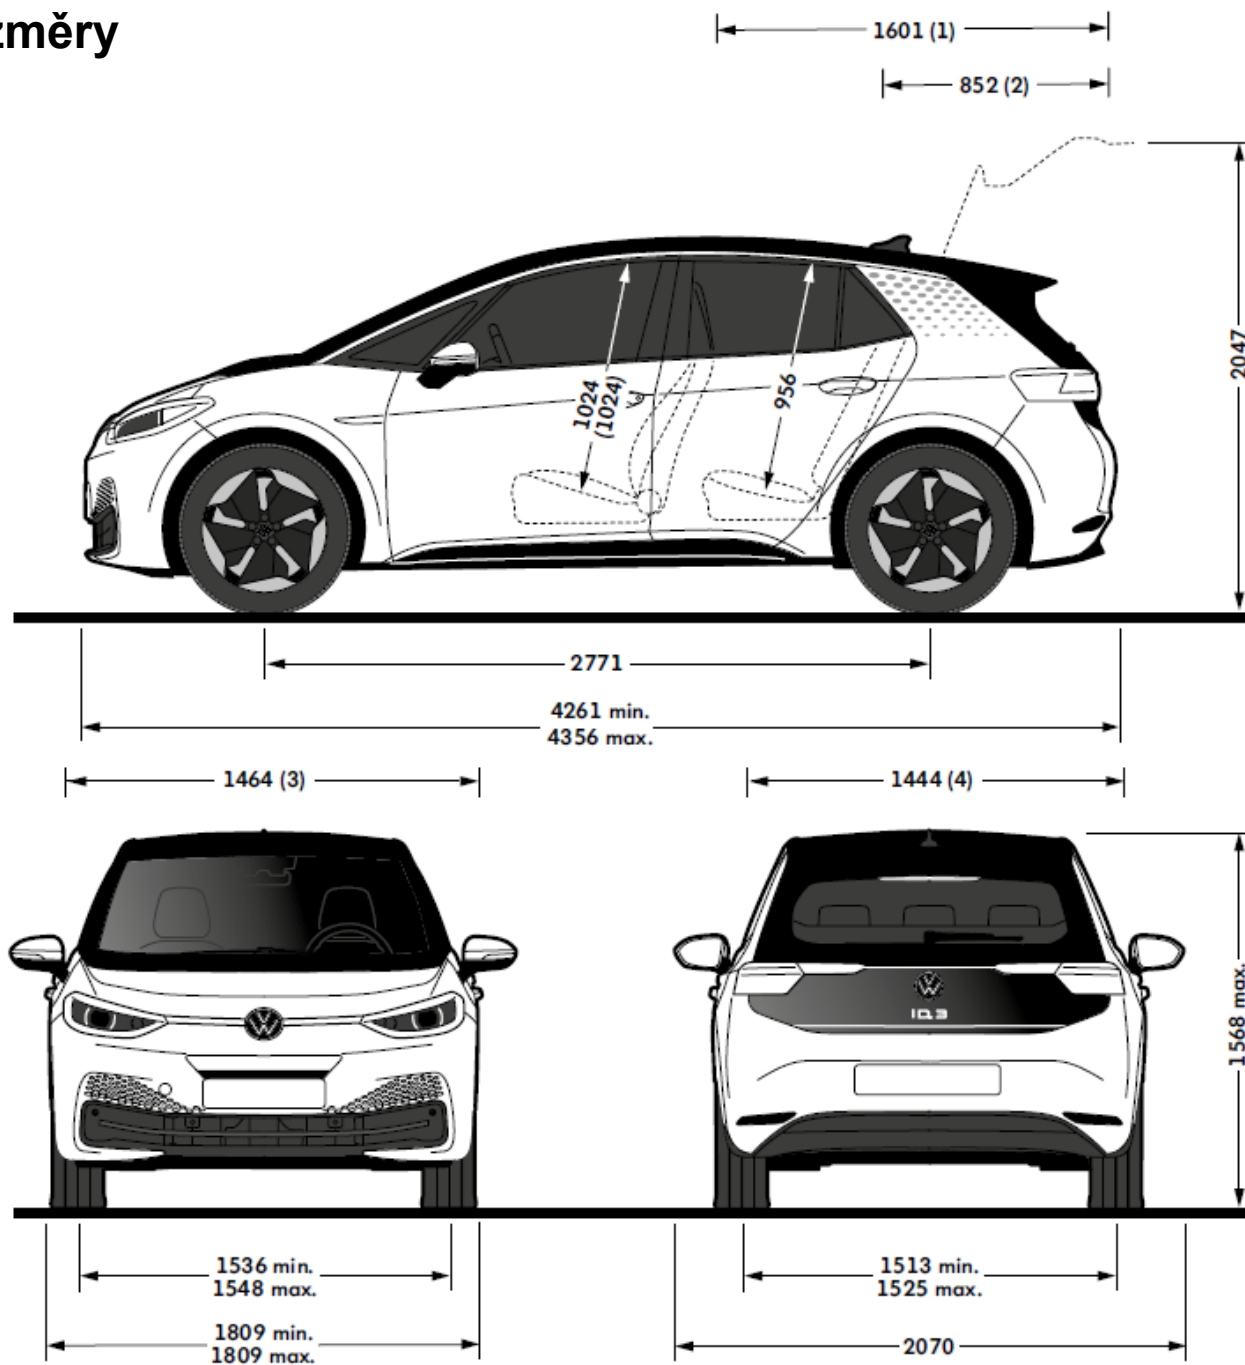 změry
1601 (1)
852 (2)
2047
1024
(1024)
956
2771
4261 min.
4356 max.
1464 (3)
1444 (4)
1568 max.
ID.3
1536 min.
1548 max.
1513 min.
1525 max.
1809 min.
1809 max.
2070